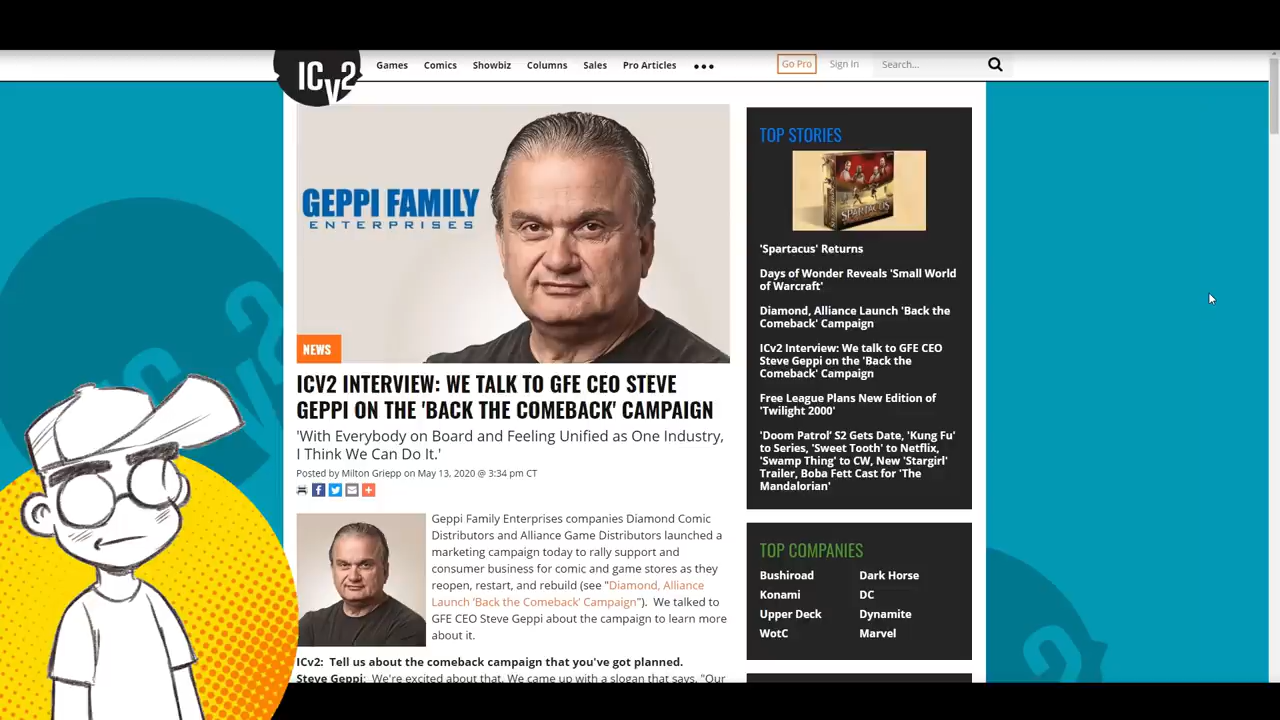 ICv2
Games Comics Showbiz Columns Sales Pro Articles •••
Go Pro Sign In Search...
GEPPI FAMILY
ENTERPRISES
NEWS
ICV2 INTERVIEW: WE TALK TO GFE CEO STEVE
GEPPI ON THE 'BACK THE COMEBACK' CAMPAIGN
'With Everybody on Board and Feeling Unified as One Industry,
I Think We Can Do It.'
Posted by Milton Griepp on May 13, 2020 @ 3:34 pm CT
Geppi Family Enterprises companies Diamond Comic
Distributors and Alliance Game Distributors launched a
marketing campaign today to rally support and
consumer business for comic and game stores as they
reopen, restart, and rebuild (see "Diamond, Alliance
Launch 'Back the Comeback' Campaign"). We talked to
GFE CEO Steve Geppi about the campaign to learn more
about it.
ICv2: Tell us about the comeback campaign that you've got planned.
Steve Geppi: We're excited about that. We came up with a slogan that says, "Our
TOP STORIES
SPARTACUS
'Spartacus' Returns
Days of Wonder Reveals 'Small World
of Warcraft'
Diamond, Alliance Launch 'Back the
Comeback' Campaign
ICv2 Interview: We talk to GFE CEO
Steve Geppi on the 'Back the
Comeback' Campaign
Free League Plans New Edition of
'Twilight 2000'
'Doom Patrol' S2 Gets Date, 'Kung Fu'
to Series, 'Sweet Tooth' to Netflix,
'Swamp Thing' to CW, New 'Stargirl'
Trailer, Boba Fett Cast for 'The
Mandalorian'
TOP COMPANIES
Bushiroad Dark Horse
Konami DC
Upper Deck Dynamite
WotC Marvel